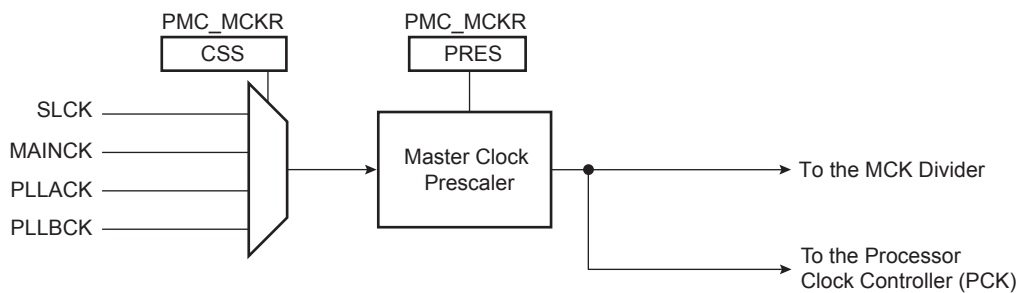 PMC_MCKR
CSS
PMC_MCKR
PRES
SLCK
MAINCK
PLLACK
PLLBCK
Master Clock
Prescaler
To the MCK Divider
To the Processor
Clock Controller (PCK)